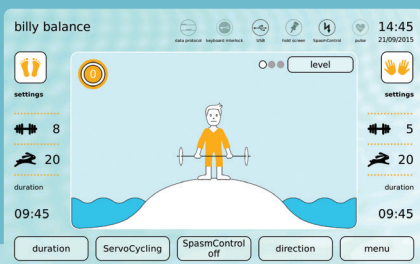 billy balance
data protocol
keyboard interlock
USB
hold screen
SpasmControl
pulse
14:45
21/09/2015
settings
8
20
duration
09:45
0
level
settings
5
20
duration
09:45
duration
ServoCycling
SpasmControl
off
direction
menu